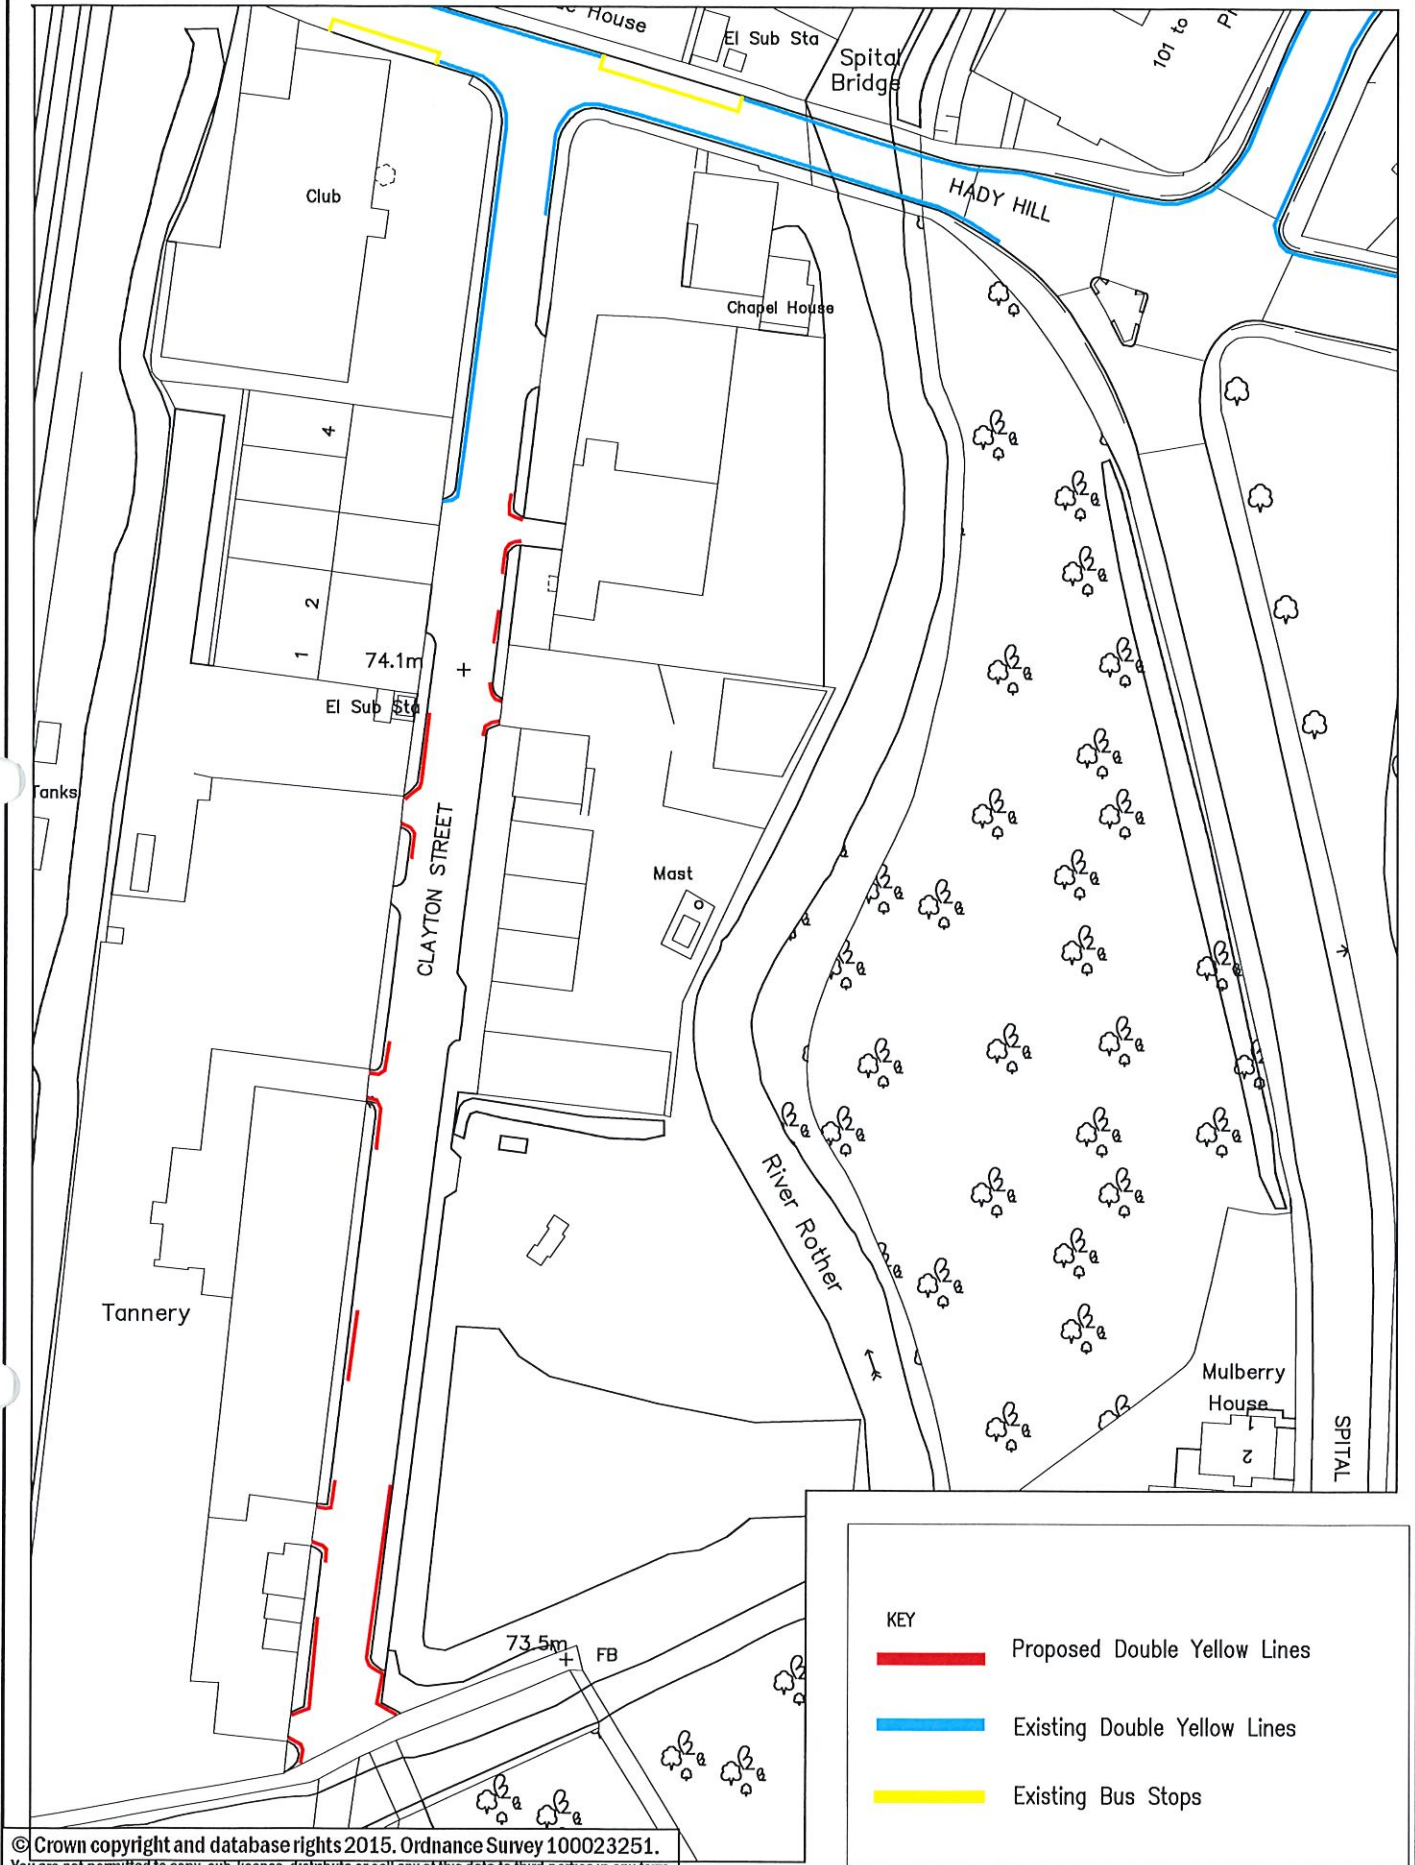 House
El Sub Sta
Spital
Bridge
101 to
HADY HILL
Club
Chapel House
4
2
1
74.1m
El Sub Sta
Tanks
CLAYTON STREET
Mast
River Rother
Tannery
Mulberry
House
1
2
SPITAL
73.5m
FB
KEY
Proposed Double Yellow Lines
Existing Double Yellow Lines
Existing Bus Stops
© Crown copyright and database rights 2015. Ordnance Survey 100023251.